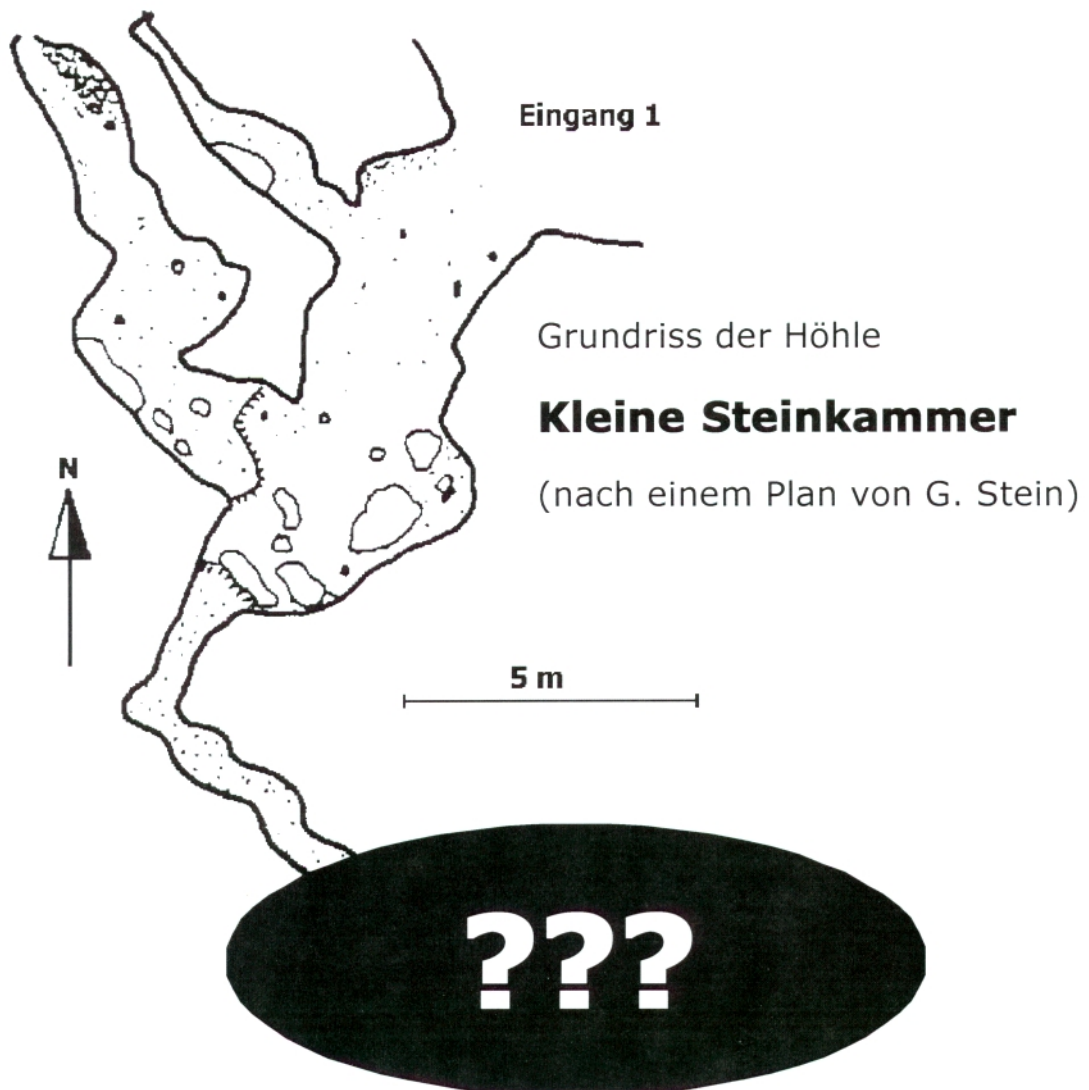 Eingang 1
Grundriss der Höhle
Kleine Steinkammer
(nach einem Plan von G. Stein)
N
5 m
???